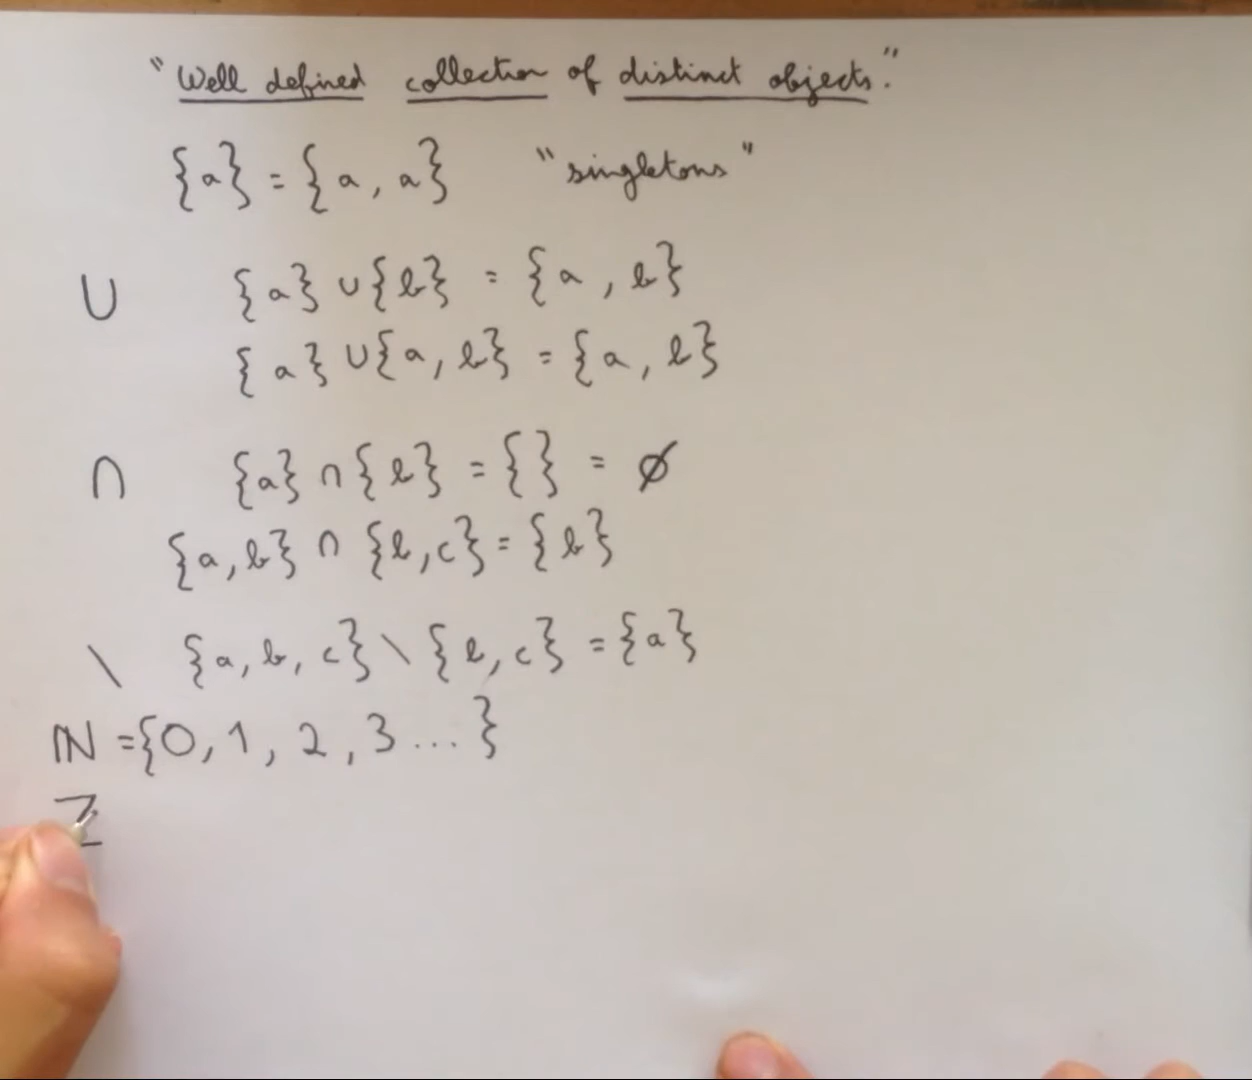 "Well defined collection of distinct objects."
{a} = {a, a} "singletons"
∪ {a} ∪ {b} = {a, b}
{a} ∪ {a, b} = {a, b}
∩ {a} ∩ {b} = {} = ∅
{a, b} ∩ {b, c} = {b}
\ {a, b, c} \ {b, c} = {a}
ℕ = {0, 1, 2, 3 ... }
ℤ